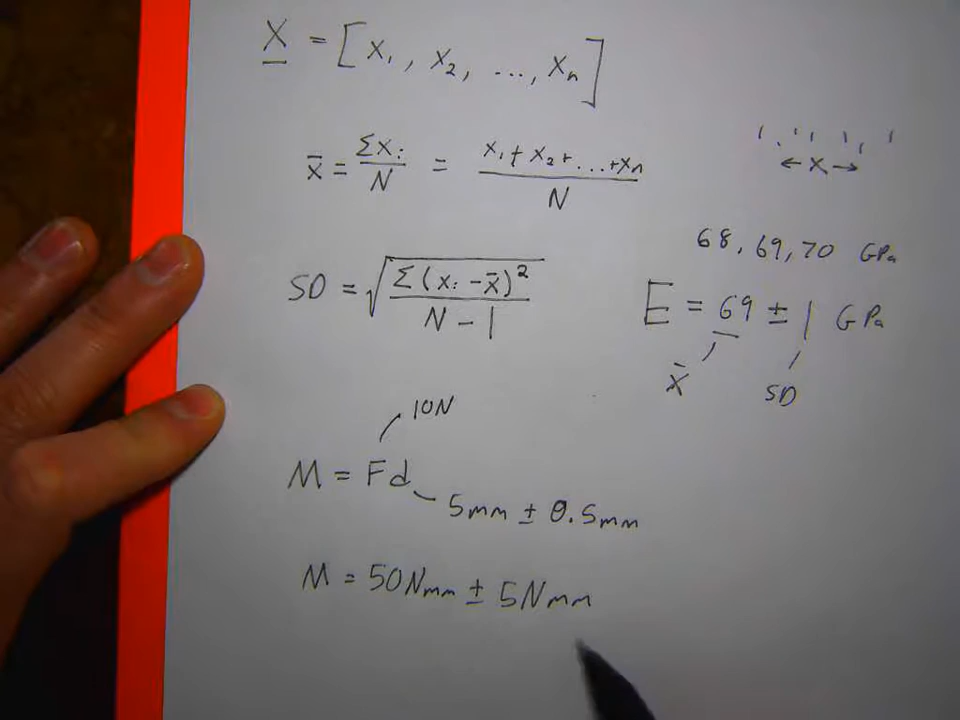 X = [x₁, x₂, ..., xₙ]
x̄ = Σxᵢ/N = x₁+x₂+...+xₙ/N
← x →
68, 69, 70 GPa
SD = √Σ(xᵢ-x̄)²/N-1
E = 69 ± 1 GPa
x̄ SD
10N
M = Fd
5mm ± 0.5mm
M = 50Nmm ± 5Nmm